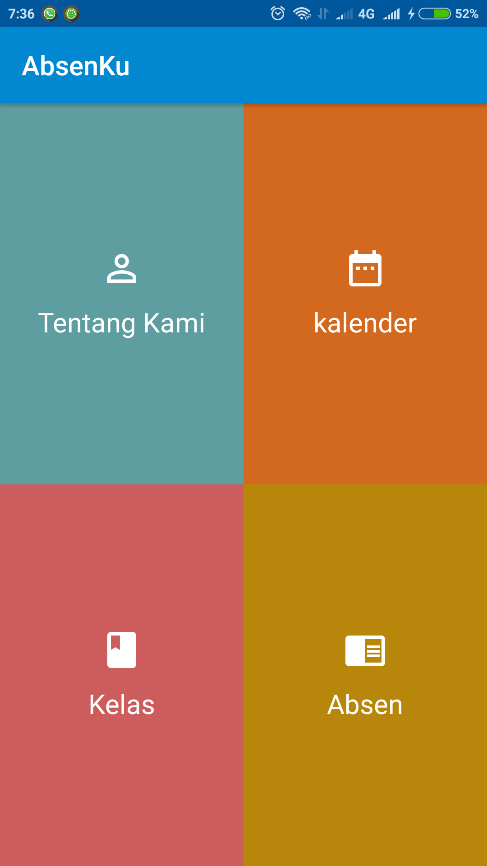 7:36 4G 52%
AbsenKu
Tentang Kami
kalender
Kelas
Absen